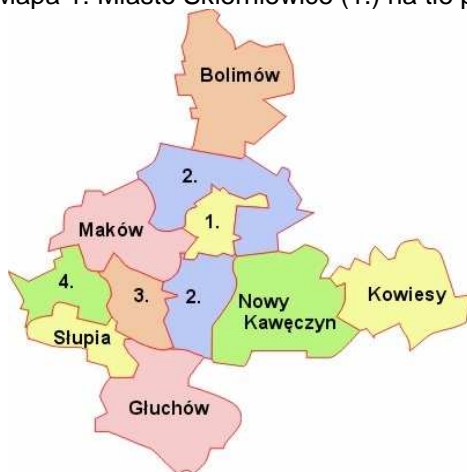 Mapa 1. Miasto Skierniewice (1.) na tle p
Bolimów
2.
1.
Maków
4.
3.
2.
Nowy
Kawęczyn
Kowiesy
Słupia
Głuchów